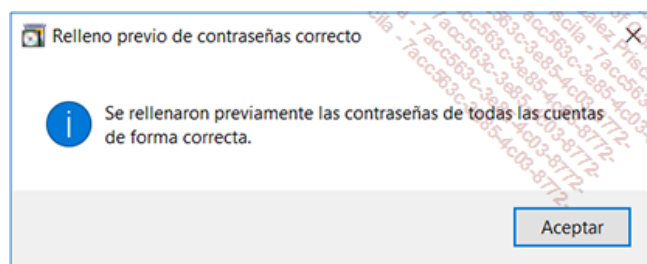 Relleno previo de contraseñas correcto
Se rellenaron previamente las contraseñas de todas las cuentas
de forma correcta.
Aceptar